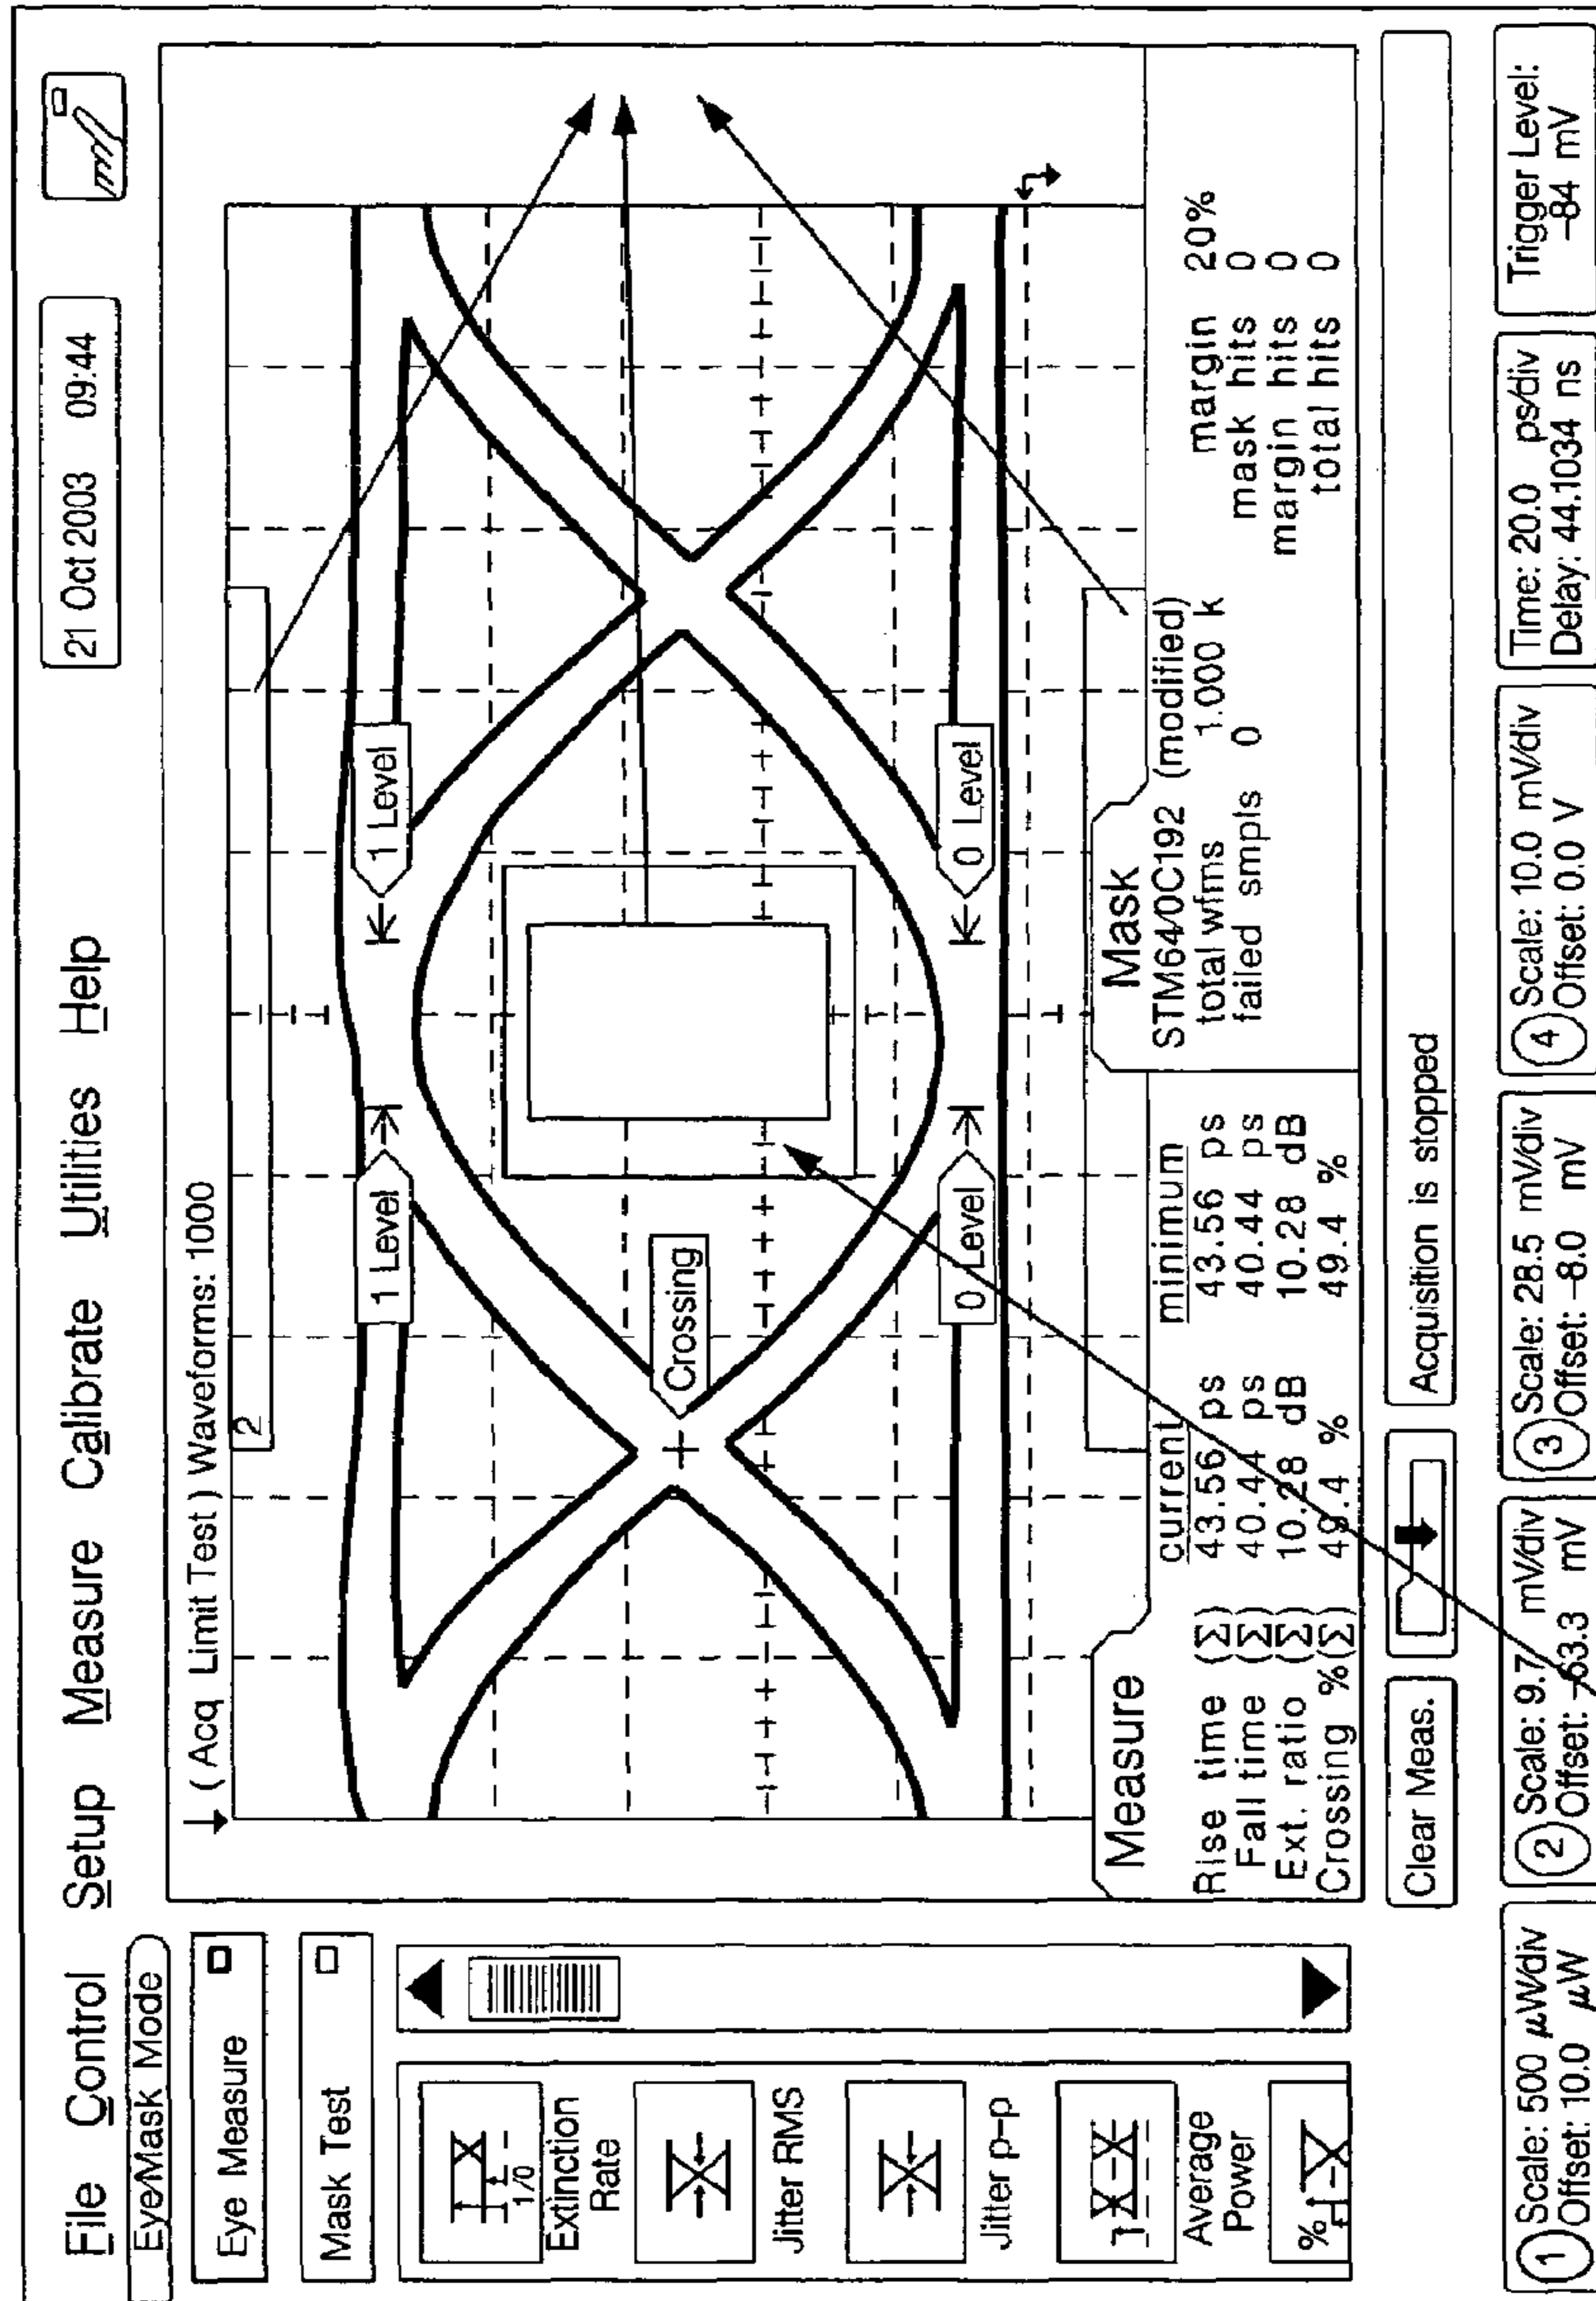 File Control Setup Measure Calibrate Utilities Help
21 Oct 2003 09:44
Eye/Mask Mode
Eye Measure
Mask Test
1/0
Extinction
Rate
Jitter RMS
Jitter p-p
Average
Power
%
( Acq Limit Test ) Waveforms: 1000
2
1 Level
1 Level
Crossing
0 Level
0 Level
Measure
current minimum
Rise time (Σ) 43.56 ps 43.56 ps
Fall time (Σ) 40.44 ps 40.44 ps
Ext. ratio (Σ) 10.28 dB 10.28 dB
Crossing %(Σ) 49.4 % 49.4 %
Mask
STM64/0C192 (modified)
total wfms 1.000 k
failed smpls 0
margin 20%
mask hits 0
margin hits 0
total hits 0
Clear Meas.
Acquisition is stopped
1 Scale: 500 µW/div
Offset: 10.0 µW
2 Scale: 9.7 mV/div
Offset: -63.3 mV
3 Scale: 28.5 mV/div
Offset: -8.0 mV
4 Scale: 10.0 mV/div
Offset: 0.0 V
Time: 20.0 ps/div
Delay: 44.1034 ns
Trigger Level:
-84 mV